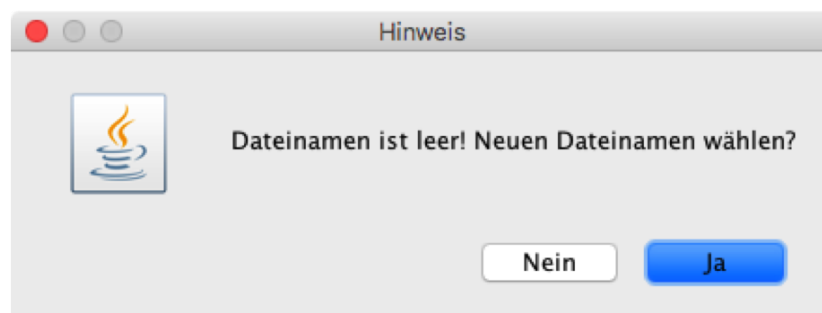 Hinweis
Dateinamen ist leer! Neuen Dateinamen wählen?
Nein
Ja